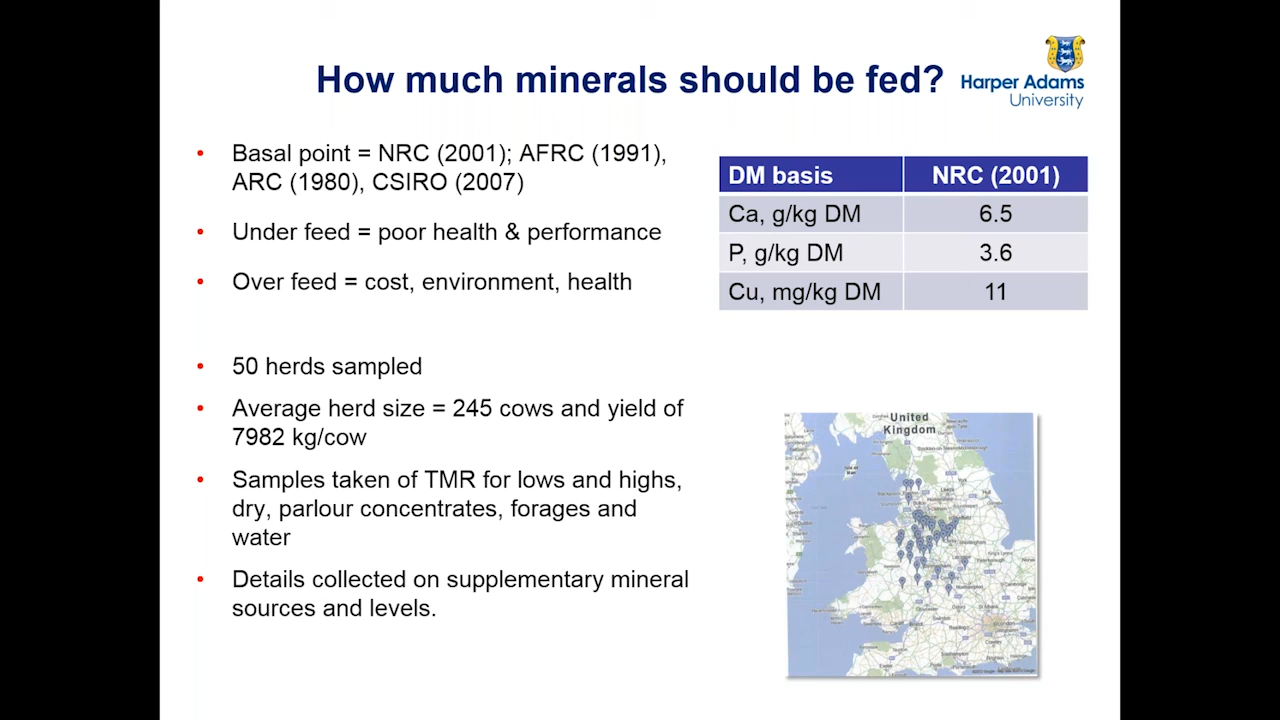 How much minerals should be fed?
Harper Adams
University
• Basal point = NRC (2001); AFRC (1991),
ARC (1980), CSIRO (2007)
• Under feed = poor health & performance
• Over feed = cost, environment, health
• 50 herds sampled
• Average herd size = 245 cows and yield of
7982 kg/cow
• Samples taken of TMR for lows and highs,
dry, parlour concentrates, forages and
water
• Details collected on supplementary mineral
sources and levels.
DM basis NRC (2001)
Ca, g/kg DM 6.5
P, g/kg DM 3.6
Cu, mg/kg DM 11
United
Kingdom